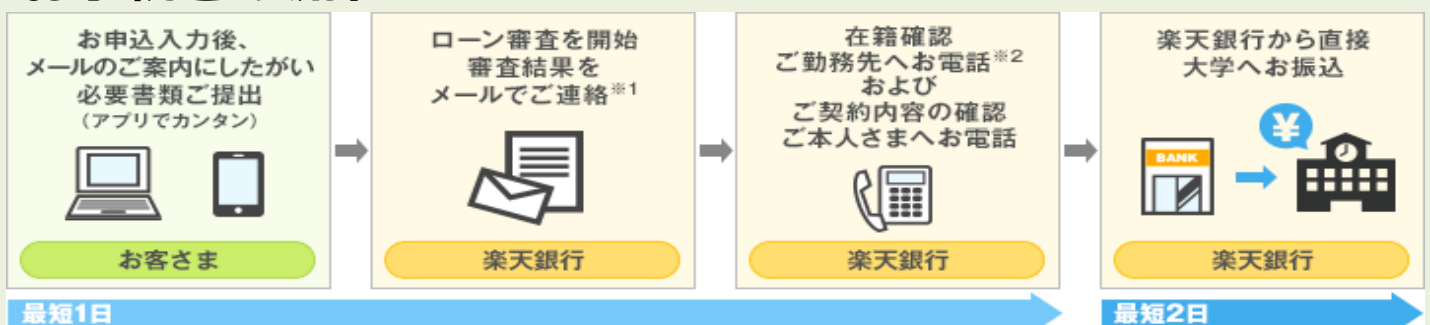 お申込入力後、
メールのご案内にしたがい
必要書類ご提出
(アプリでカンタン)
お客さま
ローン審査を開始
審査結果を
メールでご連絡※1
楽天銀行
在籍確認
ご勤務先へお電話※2
および
ご契約内容の確認
ご本人さまへお電話
楽天銀行
楽天銀行から直接
大学へお振込
¥
BANK
楽天銀行
最短1日
最短2日